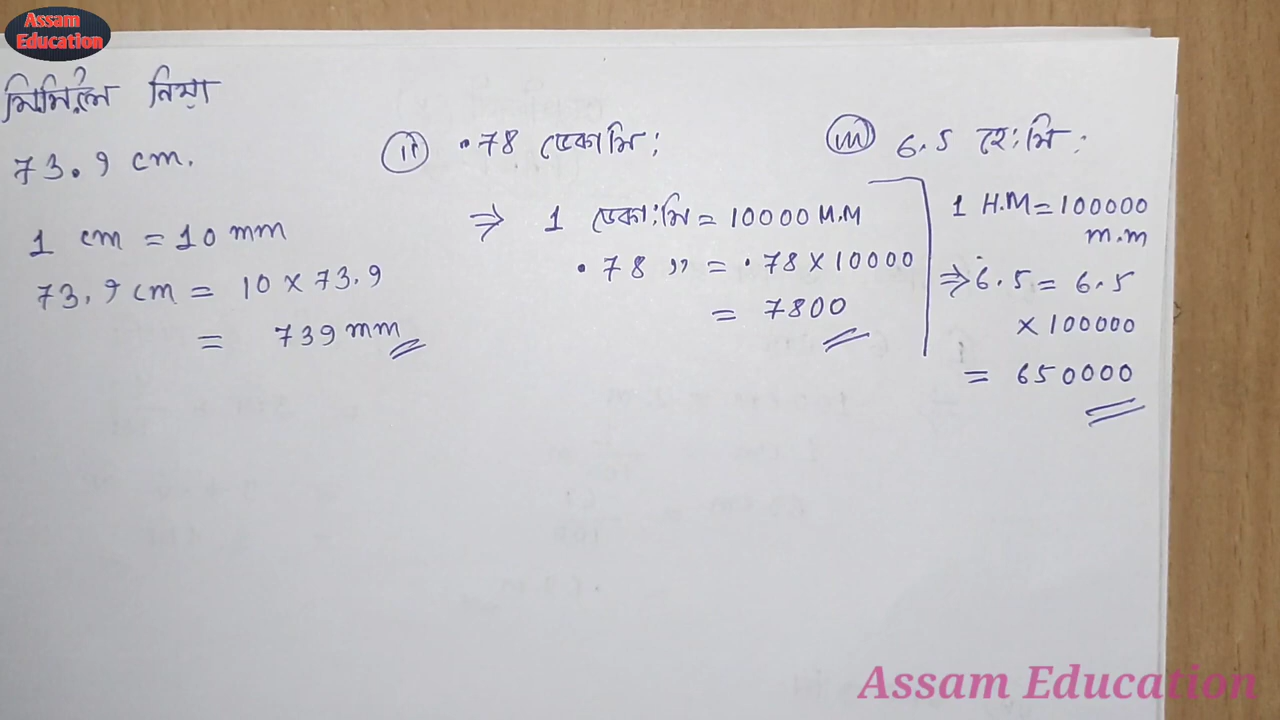 Assam
Education
মিমিলৈ নিয়া
73.9 cm.
1 cm = 10 mm
73.9 cm = 10 × 73.9
= 739 mm
ii .78 ডেকামি:
⇒ 1 ডেকা:মি = 10000 M.M
.78 ,, = .78 × 10000
= 7800
iii 6.5 হে:মি:
1 H.M = 100000
m.m
⇒ 6.5 = 6.5
× 100000
= 650000
Assam Education